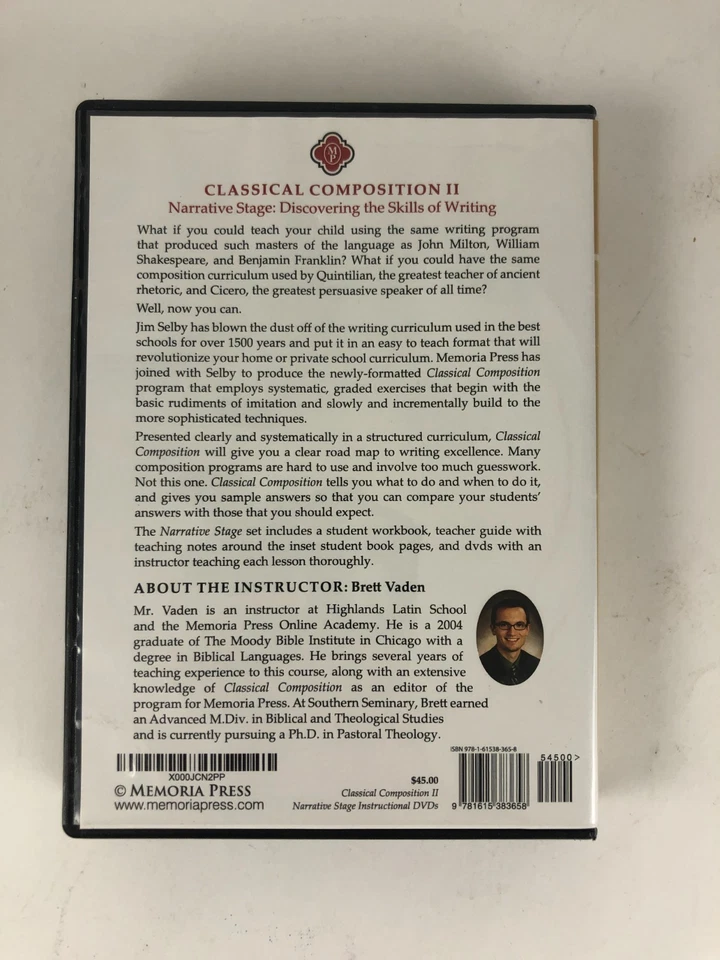 MP
CLASSICAL COMPOSITION II
Narrative Stage: Discovering the Skills of Writing
What if you could teach your child using the same writing program
that produced such masters of the language as John Milton, William
Shakespeare, and Benjamin Franklin? What if you could have the same
composition curriculum used by Quintilian, the greatest teacher of ancient
rhetoric, and Cicero, the greatest persuasive speaker of all time?
Well, now you can.
Jim Selby has blown the dust off of the writing curriculum used in the best
schools for over 1500 years and put it in an easy to teach format that will
revolutionize your home or private school curriculum. Memoria Press has
joined with Selby to produce the newly-formatted Classical Composition
program that employs systematic, graded exercises that begin with the
basic rudiments of imitation and slowly and incrementally build to the
more sophisticated techniques.
Presented clearly and systematically in a structured curriculum, Classical
Composition will give you a clear road map to writing excellence. Many
composition programs are hard to use and involve too much guesswork.
Not this one. Classical Composition tells you what to do and when to do it,
and gives you sample answers so that you can compare your students'
answers with those that you should expect.
The Narrative Stage set includes a student workbook, teacher guide with
teaching notes around the inset student book pages, and dvds with an
instructor teaching each lesson thoroughly.
ABOUT THE INSTRUCTOR: Brett Vaden
Mr. Vaden is an instructor at Highlands Latin School
and the Memoria Press Online Academy. He is a 2004
graduate of The Moody Bible Institute in Chicago with a
degree in Biblical Languages. He brings several years of
teaching experience to this course, along with an extensive
knowledge of Classical Composition as an editor of the
program for Memoria Press. At Southern Seminary, Brett earned
an Advanced M.Div. in Biblical and Theological Studies
and is currently pursuing a Ph.D. in Pastoral Theology.
X000JCN2PP
© MEMORIA PRESS
www.memoriapress.com
$45.00
Classical Composition II
Narrative Stage Instructional DVDs
ISBN 978-1-61538-365-8
54500>
9 781615 383658